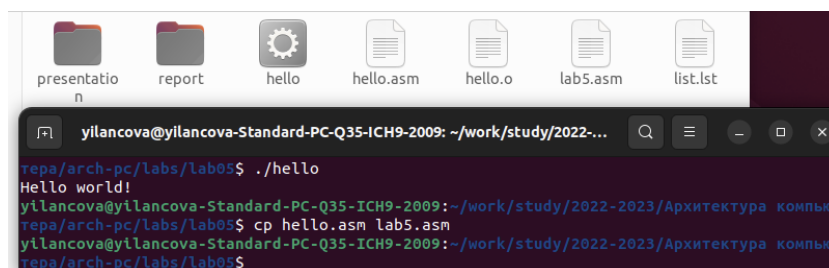 presentatio
n
report
hello
hello.asm
hello.o
lab5.asm
list.lst
yilancova@yilancova-Standard-PC-Q35-ICH9-2009: ~/work/study/2022-...
тера/arch-pc/labs/lab05$ ./hello
Hello world!
yilancova@yilancova-Standard-PC-Q35-ICH9-2009:~/work/study/2022-2023/Архитектура компью
тера/arch-pc/labs/lab05$ cp hello.asm lab5.asm
yilancova@yilancova-Standard-PC-Q35-ICH9-2009:~/work/study/2022-2023/Архитектура компью
тера/arch-pc/labs/lab05$